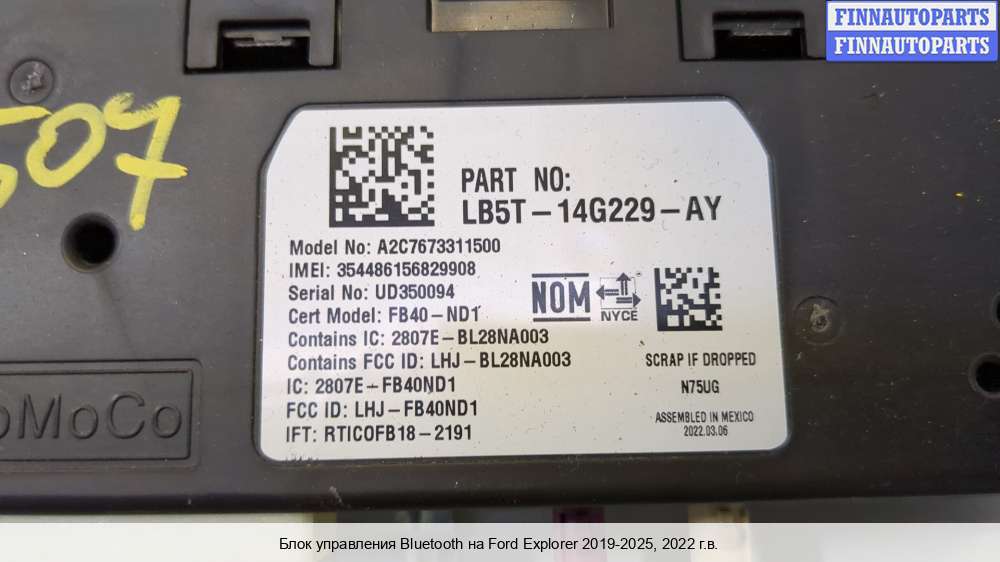 FINNAUTOPARTS
FINNAUTOPARTS
507
PART NO:
LB5T-14G229-AY
Model No: A2C7673311500
IMEI: 354486156829908
Serial No: UD350094
Cert Model: FB40-ND1
Contains IC: 2807E-BL28NA003
Contains FCC ID: LHJ-BL28NA003
IC: 2807E-FB40ND1
FCC ID: LHJ-FB40ND1
IFT: RTICOFB18-2191
NOM
NYCE
SCRAP IF DROPPED
N75UG
ASSEMBLED IN MEXICO
2022.03.06
oMoCo
Блок управления Bluetooth на Ford Explorer 2019-2025, 2022 г.в.